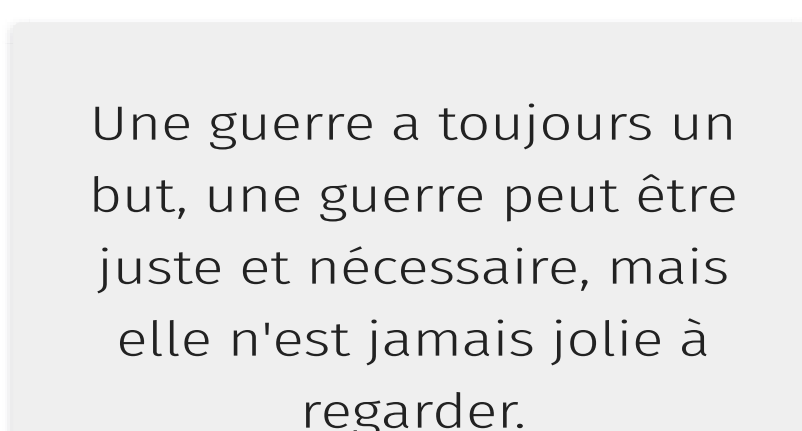 Une guerre a toujours un
but, une guerre peut être
juste et nécessaire, mais
elle n'est jamais jolie à
regarder.